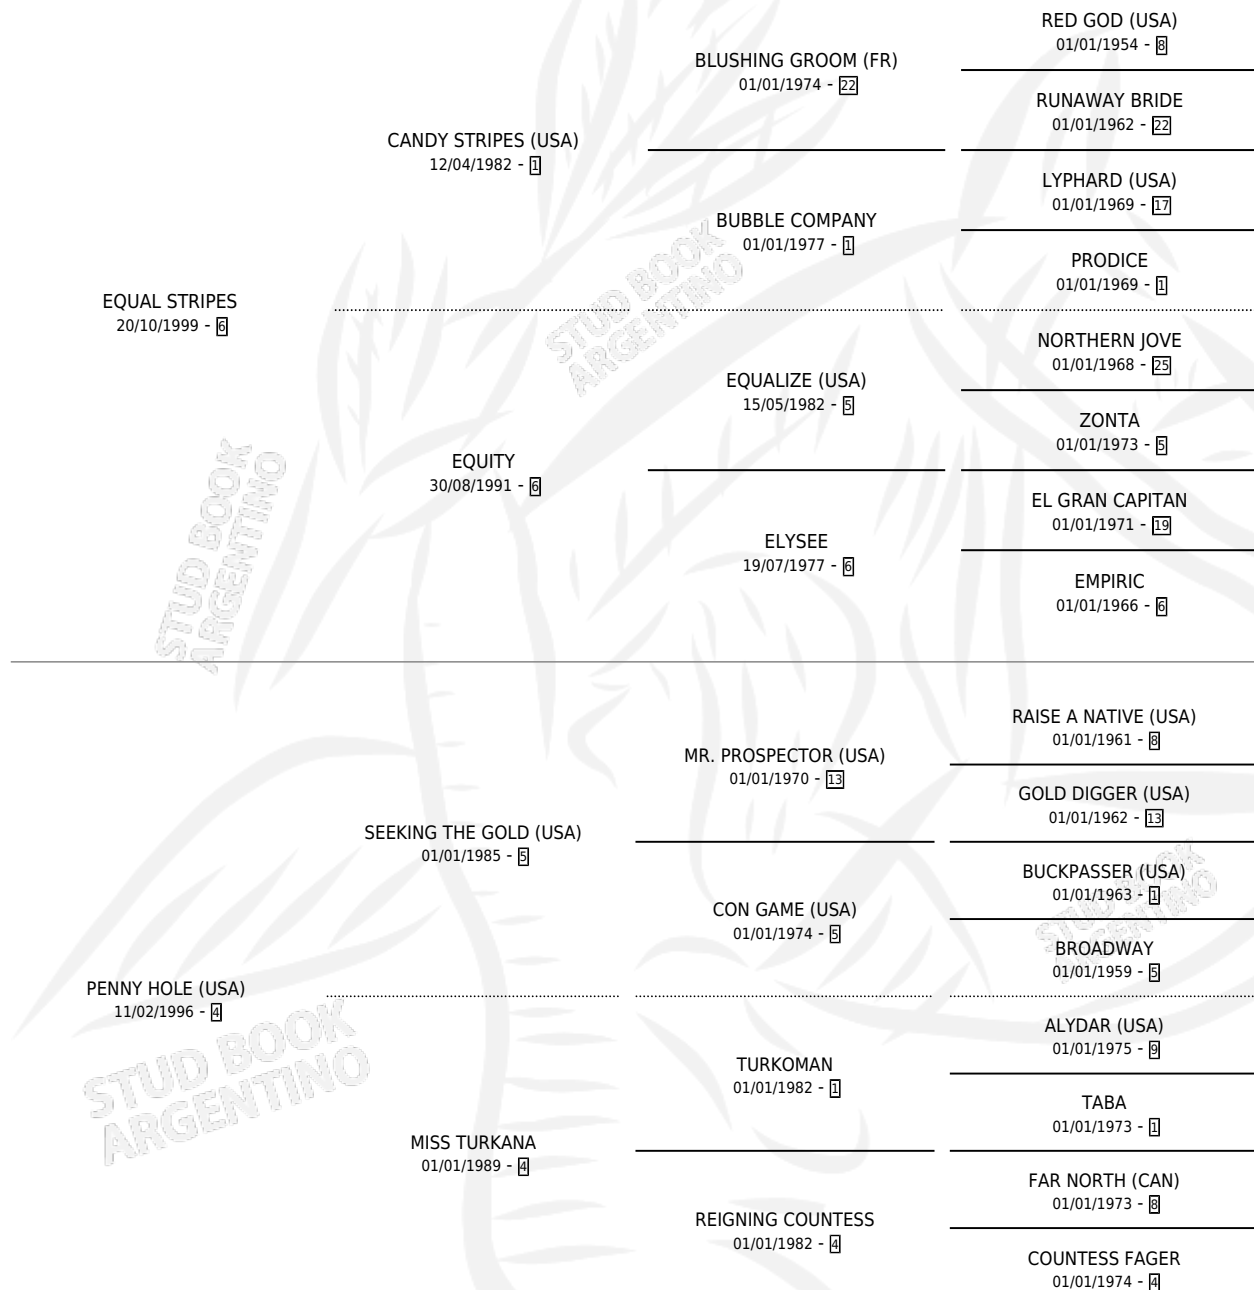 RED GOD (USA)
01/01/1954 - 8
BLUSHING GROOM (FR)
01/01/1974 - 22
RUNAWAY BRIDE
01/01/1962 - 22
CANDY STRIPES (USA)
12/04/1982 - 1
LYPHARD (USA)
01/01/1969 - 17
BUBBLE COMPANY
01/01/1977 - 1
PRODICE
01/01/1969 - 1
EQUAL STRIPES
20/10/1999 - 6
NORTHERN JOVE
01/01/1968 - 25
EQUALIZE (USA)
15/05/1982 - 5
ZONTA
01/01/1973 - 5
EQUITY
30/08/1991 - 6
EL GRAN CAPITAN
01/01/1971 - 19
ELYSEE
19/07/1977 - 6
EMPIRIC
01/01/1966 - 6
RAISE A NATIVE (USA)
01/01/1961 - 8
MR. PROSPECTOR (USA)
01/01/1970 - 13
GOLD DIGGER (USA)
01/01/1962 - 13
SEEKING THE GOLD (USA)
01/01/1985 - 5
BUCKPASSER (USA)
01/01/1963 - 1
CON GAME (USA)
01/01/1974 - 5
BROADWAY
01/01/1959 - 5
PENNY HOLE (USA)
11/02/1996 - 4
ALYDAR (USA)
01/01/1975 - 9
TURKOMAN
01/01/1982 - 1
TABA
01/01/1973 - 1
MISS TURKANA
01/01/1989 - 4
FAR NORTH (CAN)
01/01/1973 - 8
REIGNING COUNTESS
01/01/1982 - 4
COUNTESS FAGER
01/01/1974 - 4
STUD BOOK
ARGENTINO
STUD BOOK
ARGENTINO
STUD BOOK
ARGENTINO
STUD BOOK
ARGENTINO